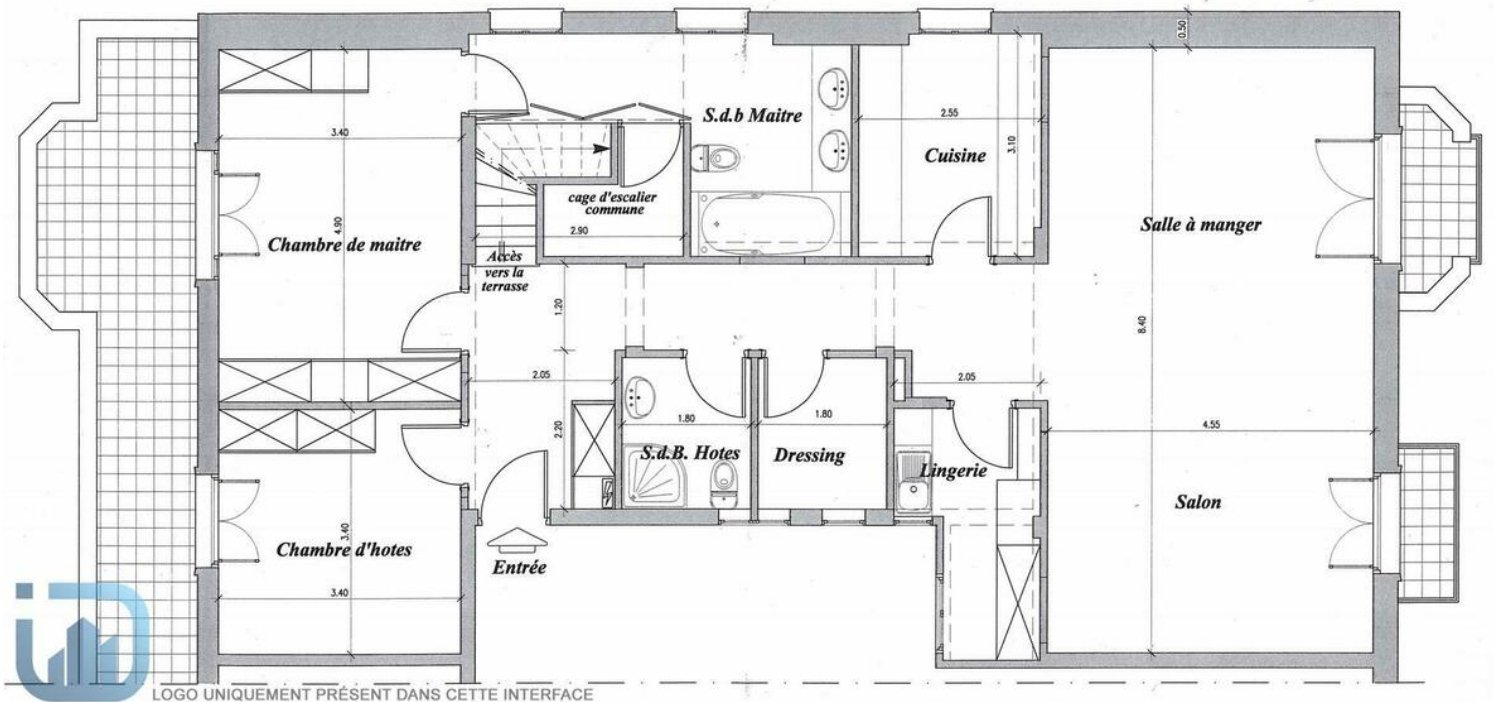 0.50
S.d.b Maitre
3.40
2.55
3.10
Cuisine
cage d'escalier
commune
Salle à manger
4.90
Chambre de maitre
2.90
Accès
vers la
terrasse
1.20
8.40
2.05
2.05
1.80
1.80
2.20
4.55
S.d.B. Hotes
Dressing
Lingerie
Salon
3.40
Chambre d'hotes
Entrée
3.40
iD
LOGO UNIQUEMENT PRÉSENT DANS CETTE INTERFACE